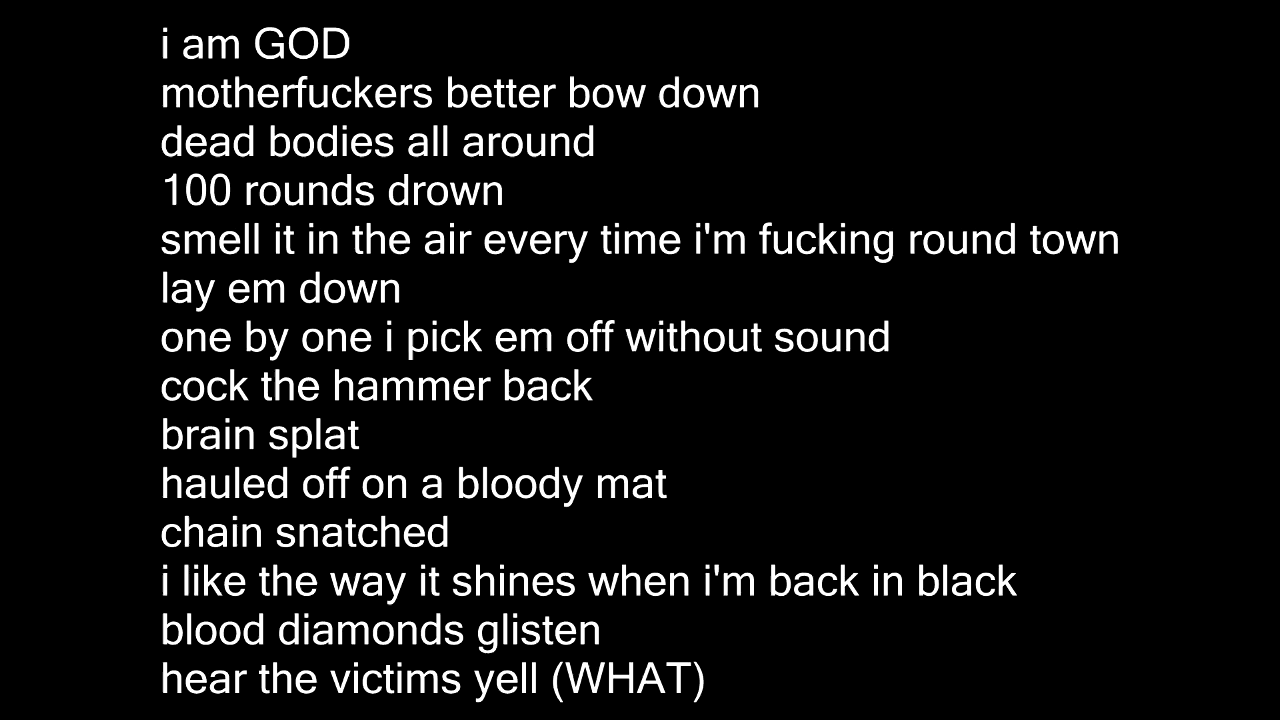 i am GOD
motherfuckers better bow down
dead bodies all around
100 rounds drown
smell it in the air every time i'm fucking round town
lay em down
one by one i pick em off without sound
cock the hammer back
brain splat
hauled off on a bloody mat
chain snatched
i like the way it shines when i'm back in black
blood diamonds glisten
hear the victims yell (WHAT)